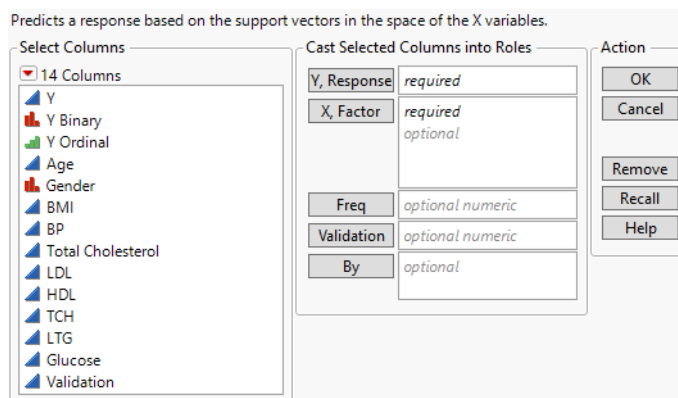 Predicts a response based on the support vectors in the space of the X variables.
Select Columns
14 Columns
Y
Y Binary
Y Ordinal
Age
Gender
BMI
BP
Total Cholesterol
LDL
HDL
TCH
LTG
Glucose
Validation
Cast Selected Columns into Roles
Y, Response required
X, Factor required
optional
Freq optional numeric
Validation optional numeric
By optional
Action
OK
Cancel
Remove
Recall
Help